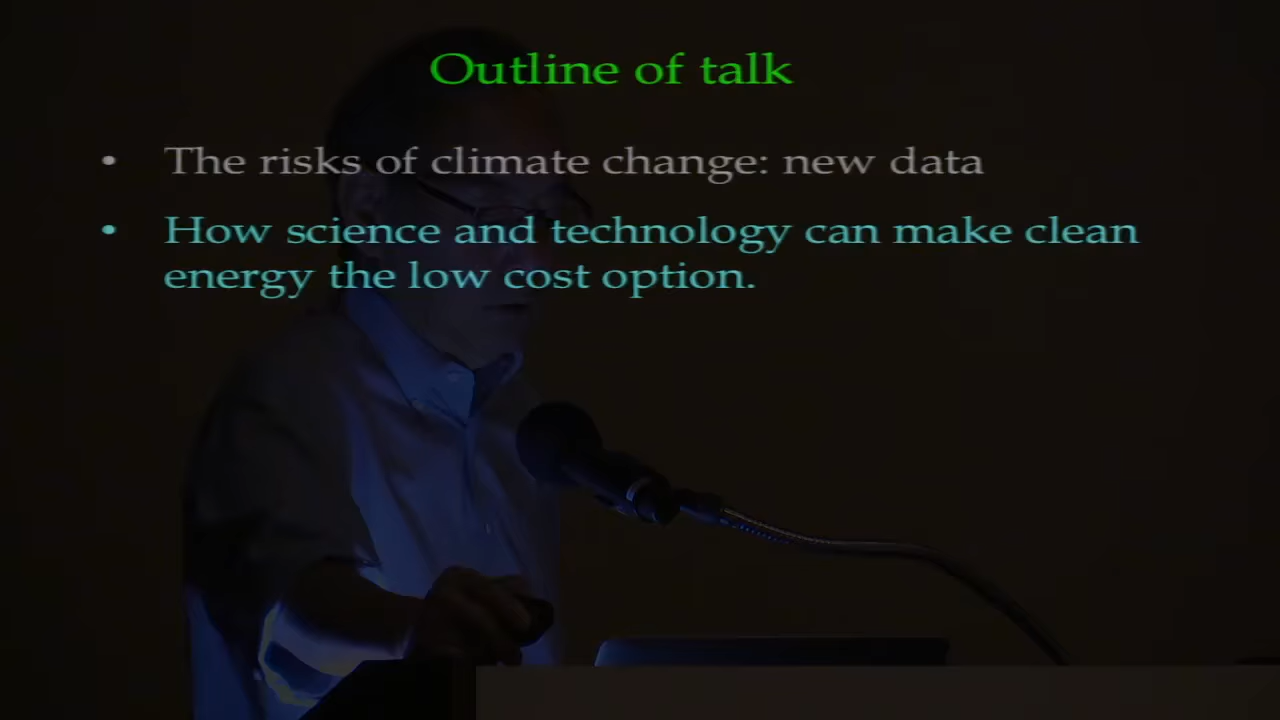 Outline of talk
• The risks of climate change: new data
• How science and technology can make clean
energy the low cost option.